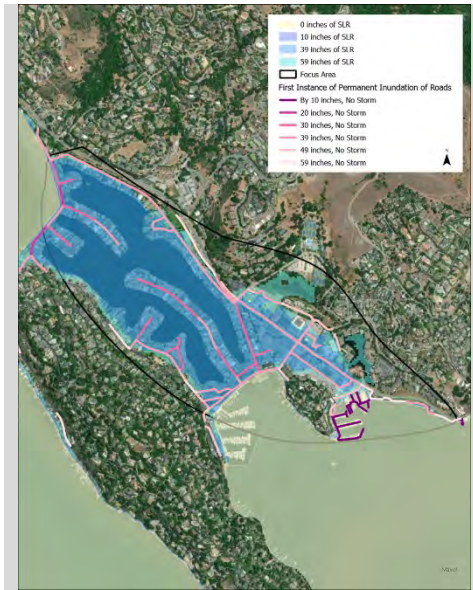 0 inches of SLR
10 inches of SLR
39 inches of SLR
59 inches of SLR
Focus Area
First Instance of Permanent Inundation of Roads
By 10 inches, No Storm
20 inches, No Storm
30 inches, No Storm
39 inches, No Storm
49 inches, No Storm
59 inches, No Storm